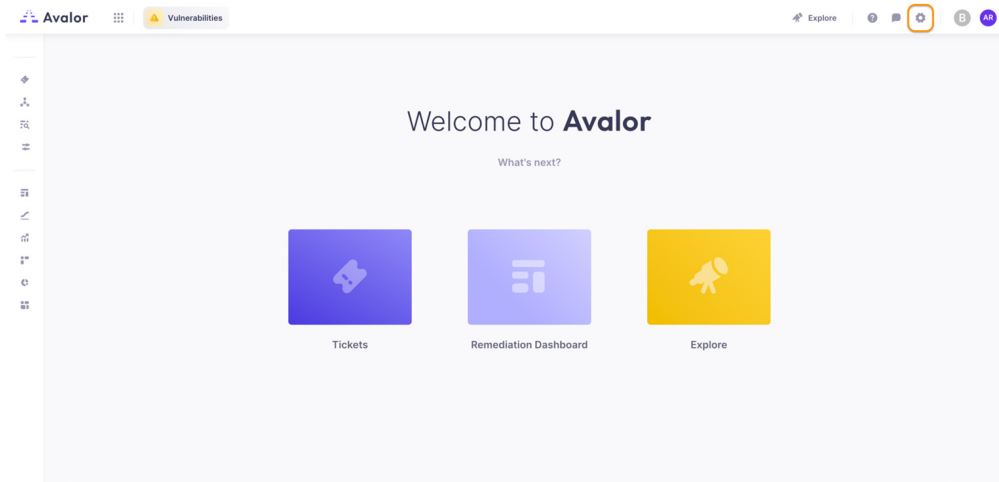 Avalor
Vulnerabilities
Explore
?
B
AR
Welcome to Avalor
What's next?
Tickets
Remediation Dashboard
Explore